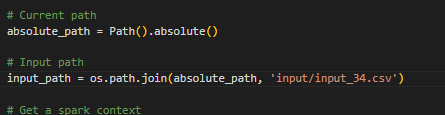 # Current path
absolute_path = Path().absolute()
# Input path
input_path = os.path.join(absolute_path, 'input/input_34.csv')
# Get a spark context